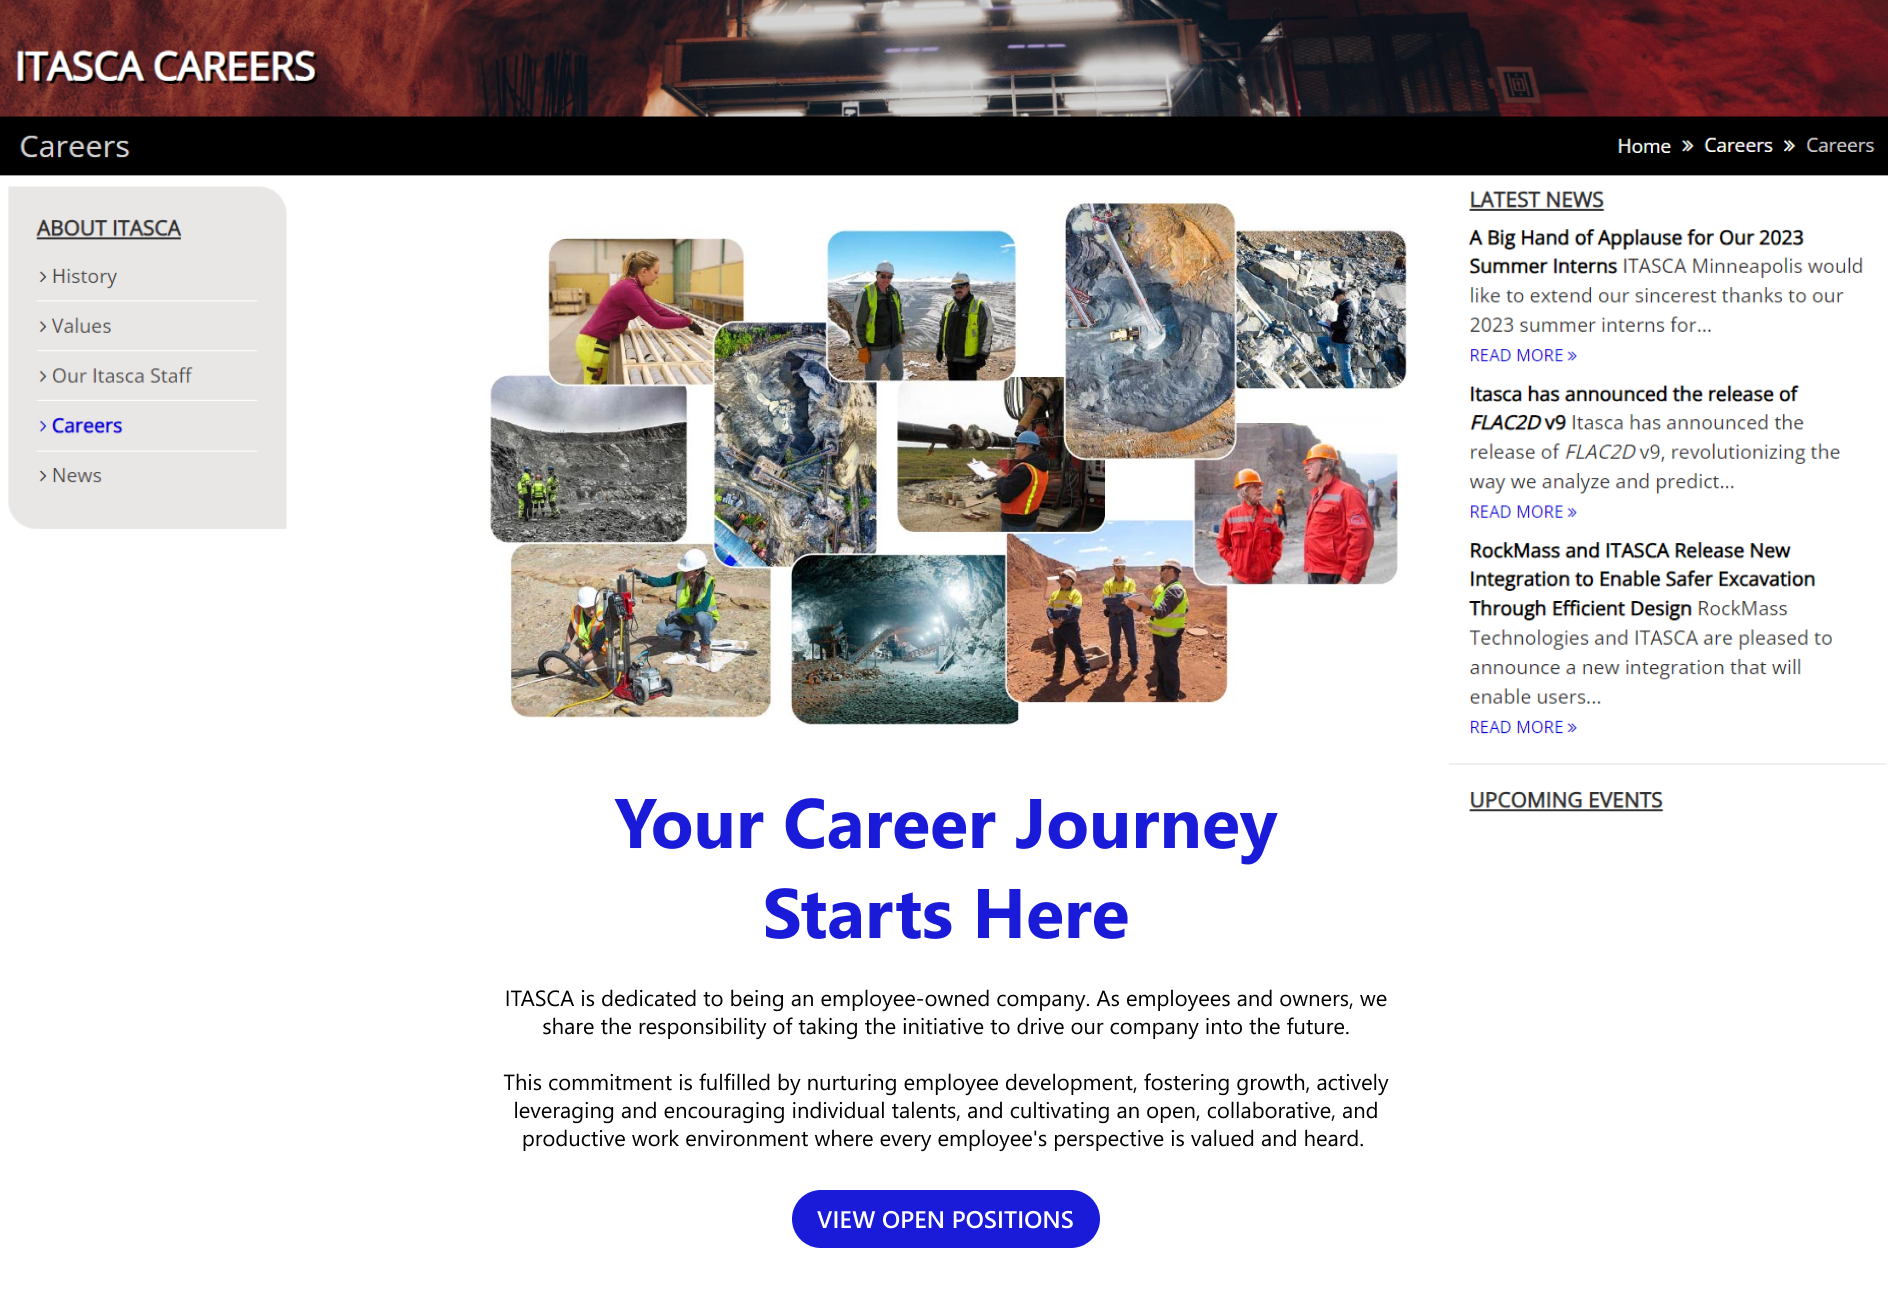 ITASCA CAREERS
Careers
Home » Careers » Careers
ABOUT ITASCA
› History
› Values
› Our Itasca Staff
› Careers
› News
Your Career Journey
Starts Here
ITASCA is dedicated to being an employee-owned company. As employees and owners, we
share the responsibility of taking the initiative to drive our company into the future.
This commitment is fulfilled by nurturing employee development, fostering growth, actively
leveraging and encouraging individual talents, and cultivating an open, collaborative, and
productive work environment where every employee's perspective is valued and heard.
VIEW OPEN POSITIONS
LATEST NEWS
A Big Hand of Applause for Our 2023
Summer Interns ITASCA Minneapolis would
like to extend our sincerest thanks to our
2023 summer interns for...
READ MORE »
Itasca has announced the release of
FLAC2D v9 Itasca has announced the
release of FLAC2D v9, revolutionizing the
way we analyze and predict...
READ MORE »
RockMass and ITASCA Release New
Integration to Enable Safer Excavation
Through Efficient Design RockMass
Technologies and ITASCA are pleased to
announce a new integration that will
enable users...
READ MORE »
UPCOMING EVENTS